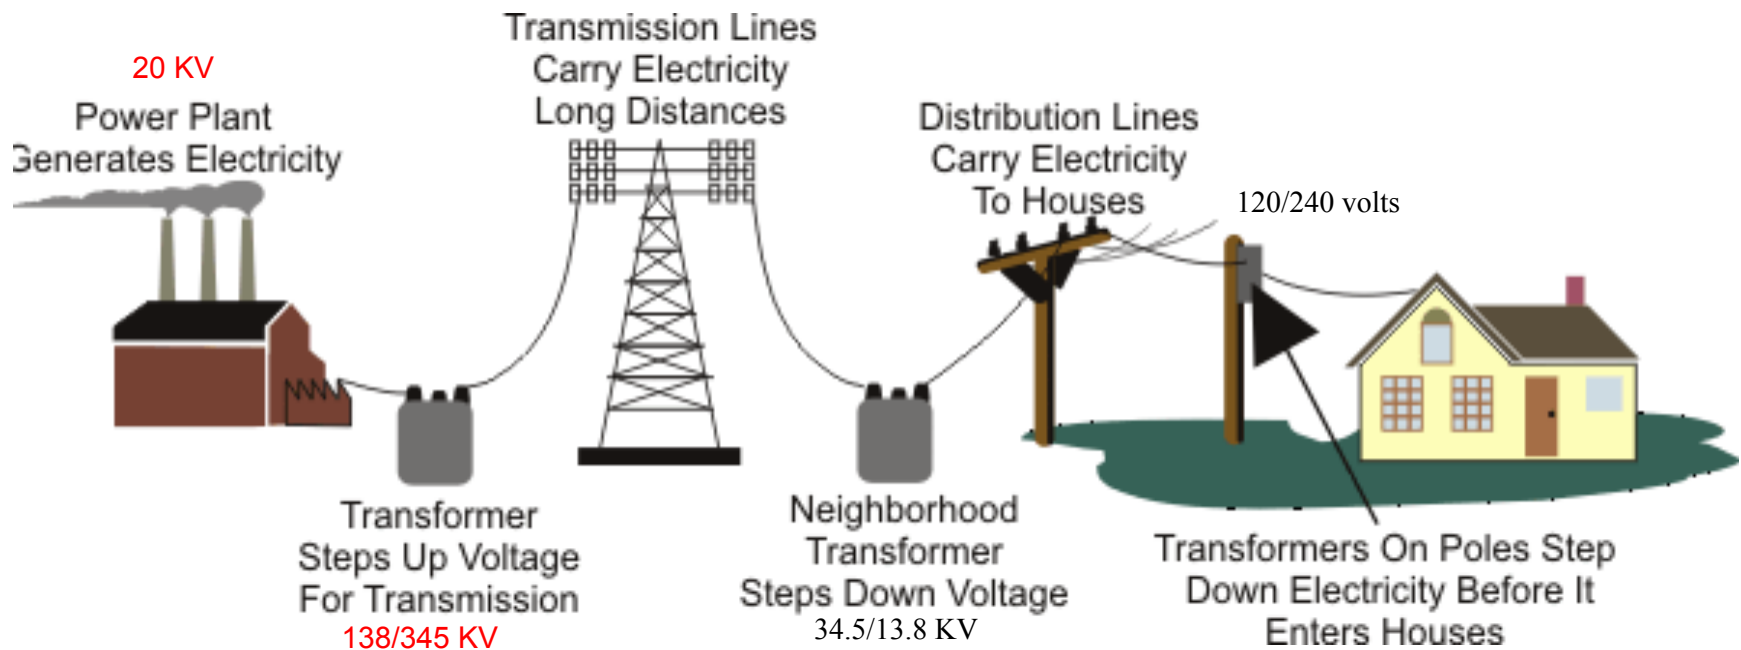 20 KV
Power Plant
Generates Electricity
Transmission Lines
Carry Electricity
Long Distances
Distribution Lines
Carry Electricity
To Houses
120/240 volts
Transformer
Steps Up Voltage
For Transmission
138/345 KV
Neighborhood
Transformer
Steps Down Voltage
34.5/13.8 KV
Transformers On Poles Step
Down Electricity Before It
Enters Houses